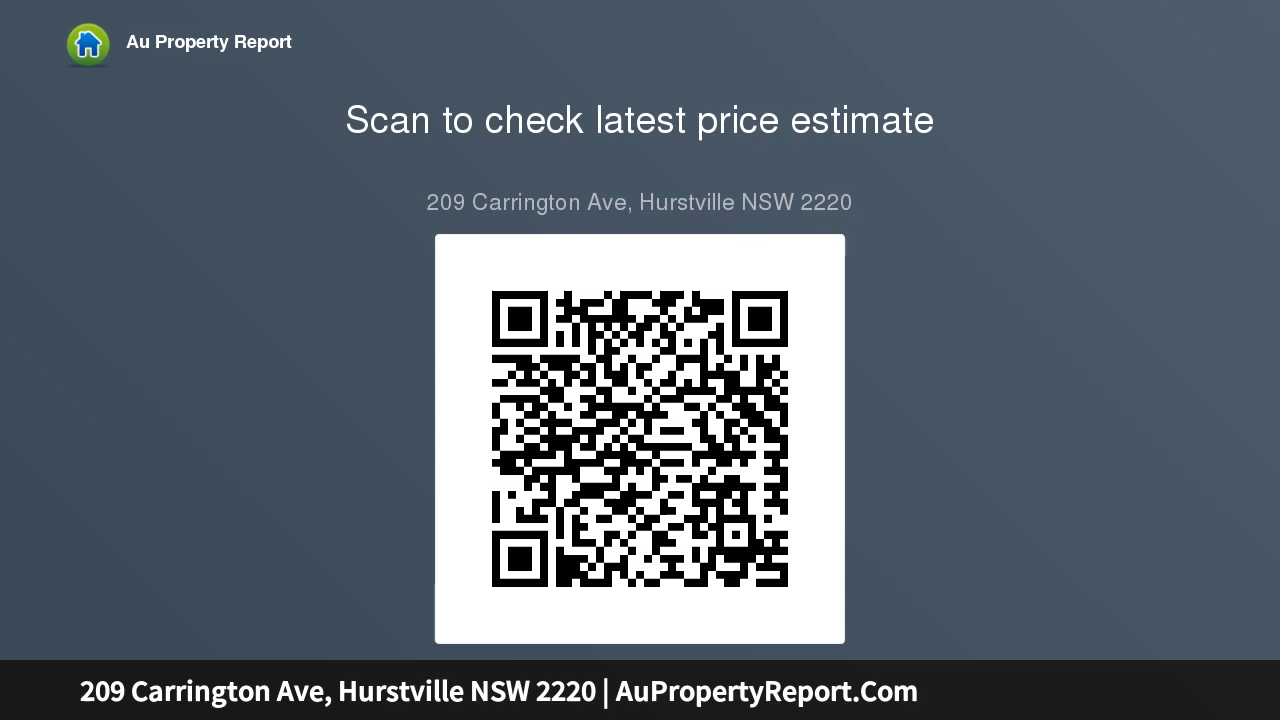 Au Property Report
Scan to check latest price estimate
209 Carrington Ave, Hurstville NSW 2220
209 Carrington Ave, Hurstville NSW 2220 | AuPropertyReport.Com